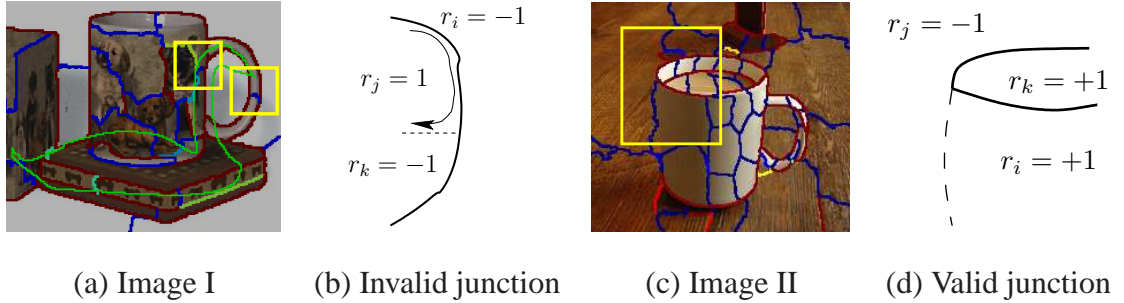 r_i = −1
r_j = 1
r_k = −1
r_j = −1
r_k = +1
r_i = +1
(a) Image I (b) Invalid junction (c) Image II (d) Valid junction